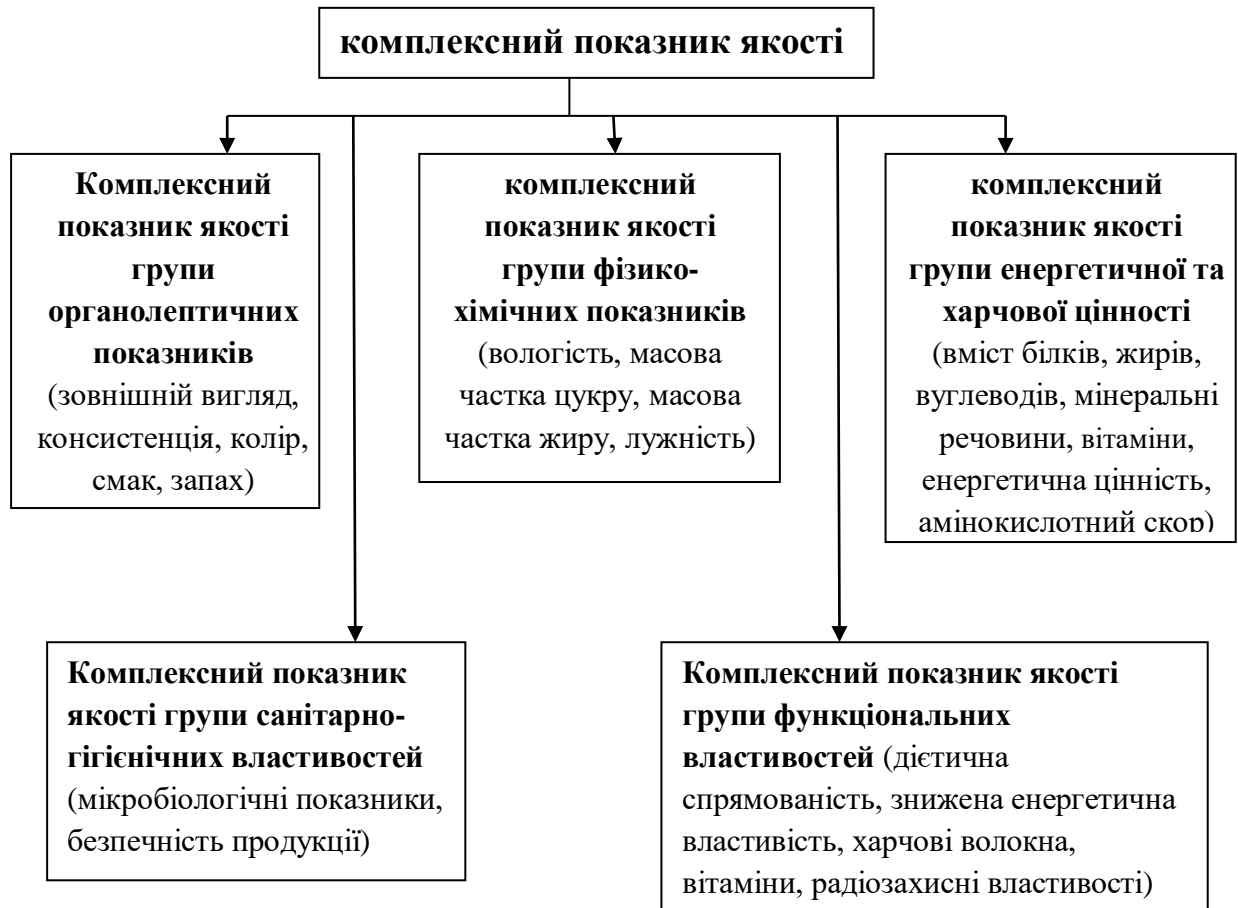 комплексний показник якості
Комплексний
показник якості
групи
органолептичних
показників
(зовнішній вигляд,
консистенція, колір,
смак, запах)
комплексний
показник якості
групи фізико-
хімічних показників
(вологість, масова
частка цукру, масова
частка жиру, лужність)
комплексний
показник якості
групи енергетичної та
харчової цінності
(вміст білків, жирів,
вуглеводів, мінеральні
речовини, вітаміни,
енергетична цінність,
амінокислотний скор)
Комплексний показник
якості групи санітарно-
гігієнічних властивостей
(мікробіологічні показники,
безпечність продукції)
Комплексний показник якості
групи функціональних
властивостей (дієтична
спрямованість, знижена енергетична
властивість, харчові волокна,
вітаміни, радіозахисні властивості)